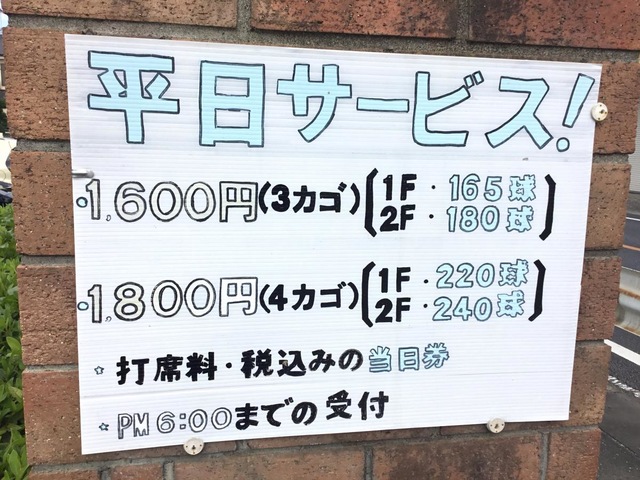 平日サービス!
・1,600円(3カゴ)(1F・165球
2F・180球)
・1,800円(4カゴ)(1F・220球
2F・240球)
☆打席料・税込みの当日券
☆PM6:00までの受付